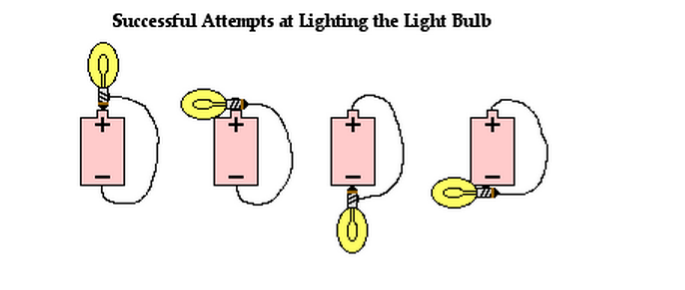 Successful Attempts at Lighting the Light Bulb
+ + + +
− − − −